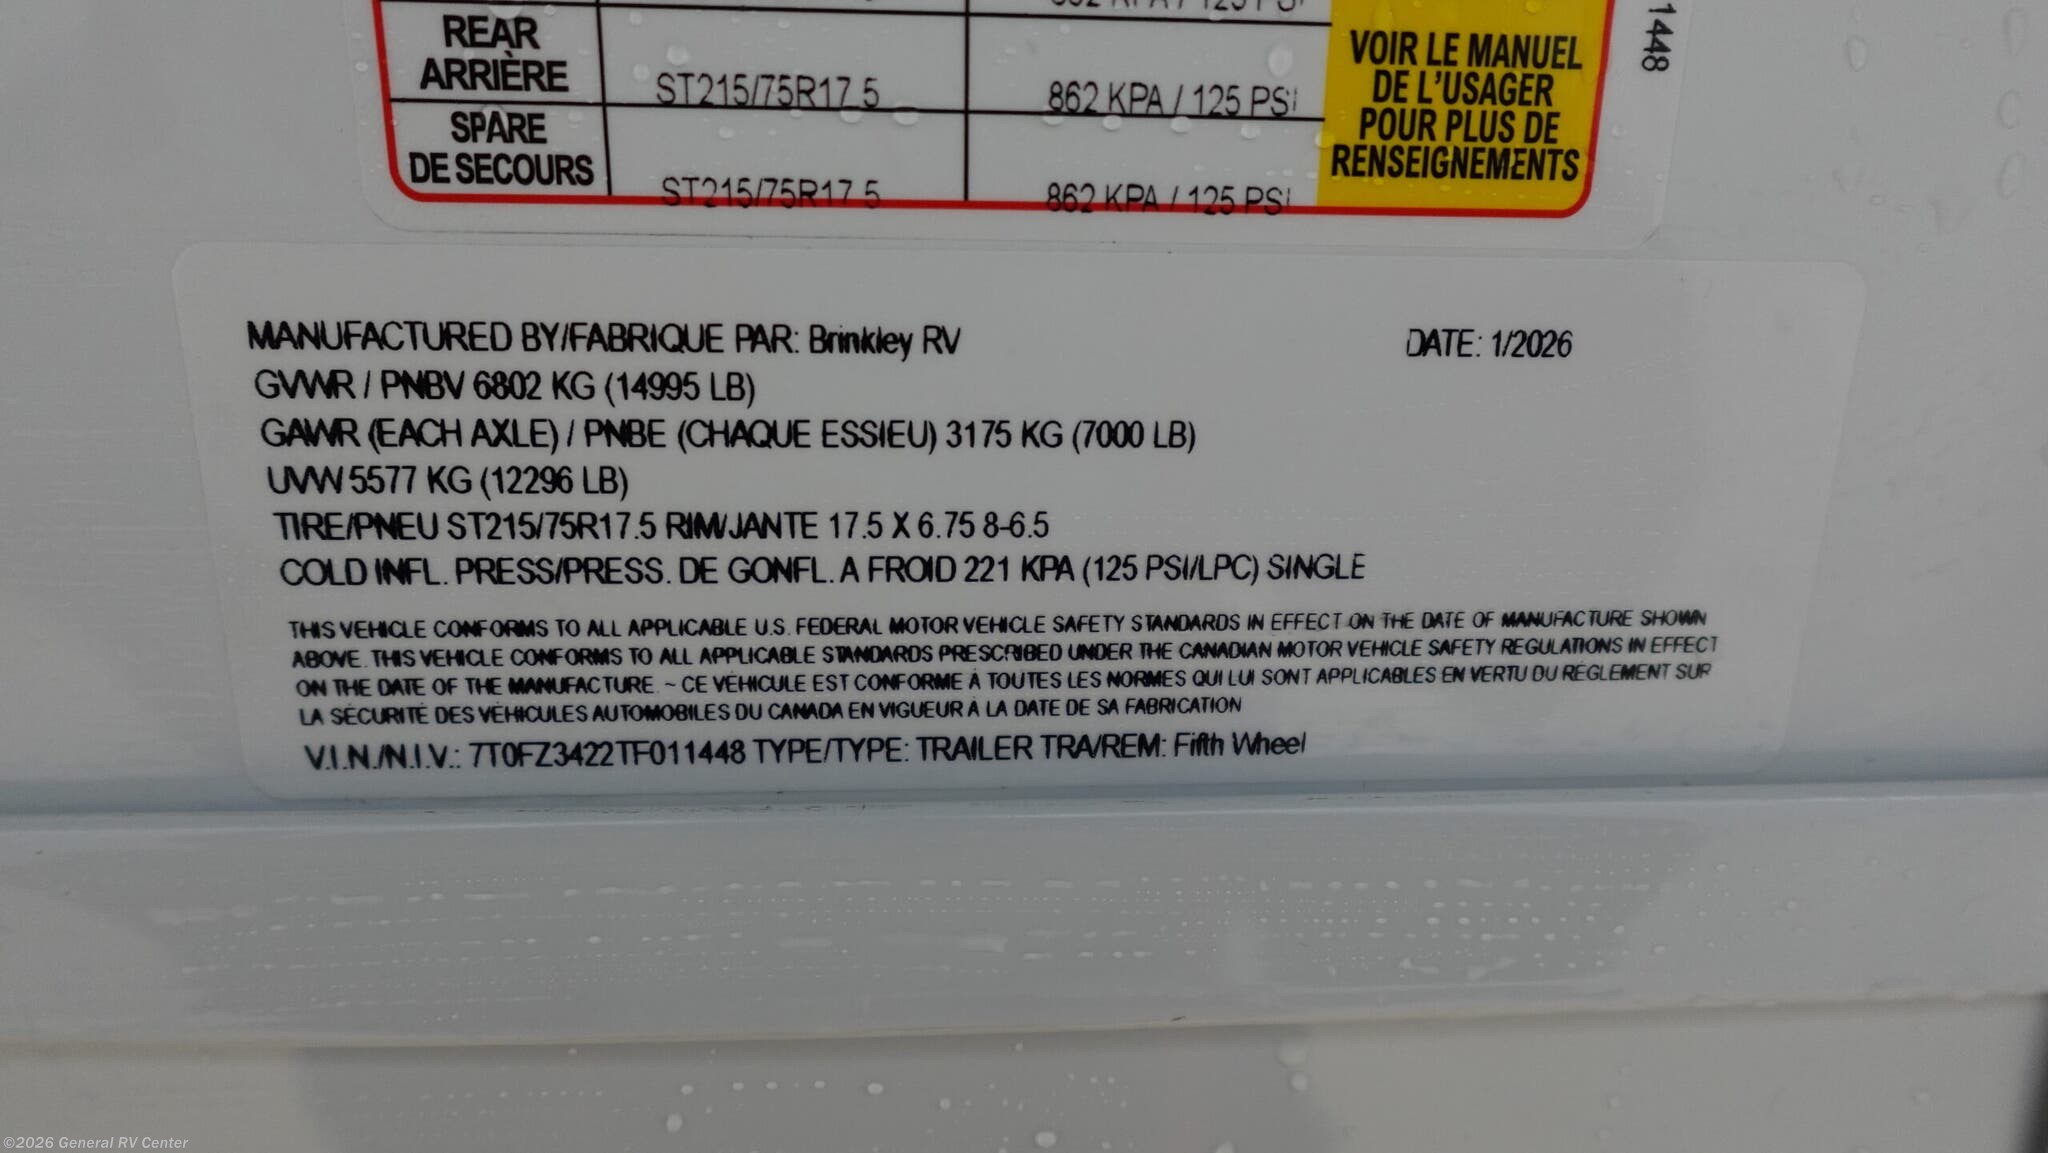 862 KPA / 125 PSI
REAR
ARRIÈRE
ST215/75R17.5
862 KPA / 125 PSI
SPARE
DE SECOURS
ST215/75R17.5
862 KPA / 125 PSI
VOIR LE MANUEL
DE L'USAGER
POUR PLUS DE
RENSEIGNEMENTS
1448
MANUFACTURED BY/FABRIQUE PAR: Brinkley RV
DATE: 1/2026
GVWR / PNBV 6802 KG (14995 LB)
GAWR (EACH AXLE) / PNBE (CHAQUE ESSIEU) 3175 KG (7000 LB)
UVW 5577 KG (12296 LB)
TIRE/PNEU ST215/75R17.5 RIM/JANTE 17.5 X 6.75 8-6.5
COLD INFL. PRESS/PRESS. DE GONFL. A FROID 221 KPA (125 PSI/LPC) SINGLE
THIS VEHICLE CONFORMS TO ALL APPLICABLE U.S. FEDERAL MOTOR VEHICLE SAFETY STANDARDS IN EFFECT ON THE DATE OF MANUFACTURE SHOWN
ABOVE. THIS VEHICLE CONFORMS TO ALL APPLICABLE STANDARDS PRESCRIBED UNDER THE CANADIAN MOTOR VEHICLE SAFETY REGULATIONS IN EFFECT
ON THE DATE OF THE MANUFACTURE. ~ CE VÉHICULE EST CONFORME À TOUTES LES NORMES QUI LUI SONT APPLICABLES EN VERTU DU RÉGLEMENT SUR
LA SÉCURITÉ DES VÉHICULES AUTOMOBILES DU CANADA EN VIGUEUR À LA DATE DE SA FABRICATION
V.I.N./N.I.V.: 7T0FZ3422TF011448 TYPE/TYPE: TRAILER TRA/REM: Fifth Wheel
©2026 General RV Center